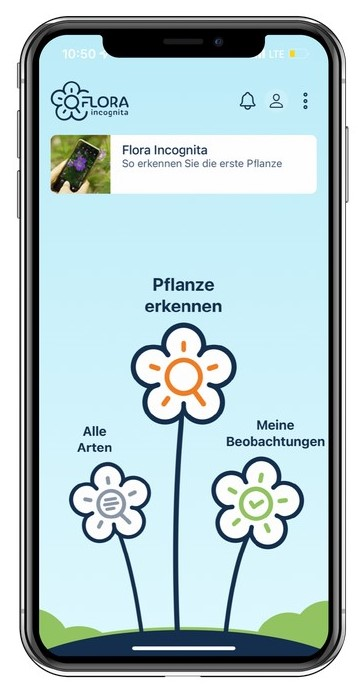 10:50
LTE
FLORA
incognita
Flora Incognita
So erkennen Sie die erste Pflanze
Pflanze
erkennen
Alle
Arten
Meine
Beobachtungen